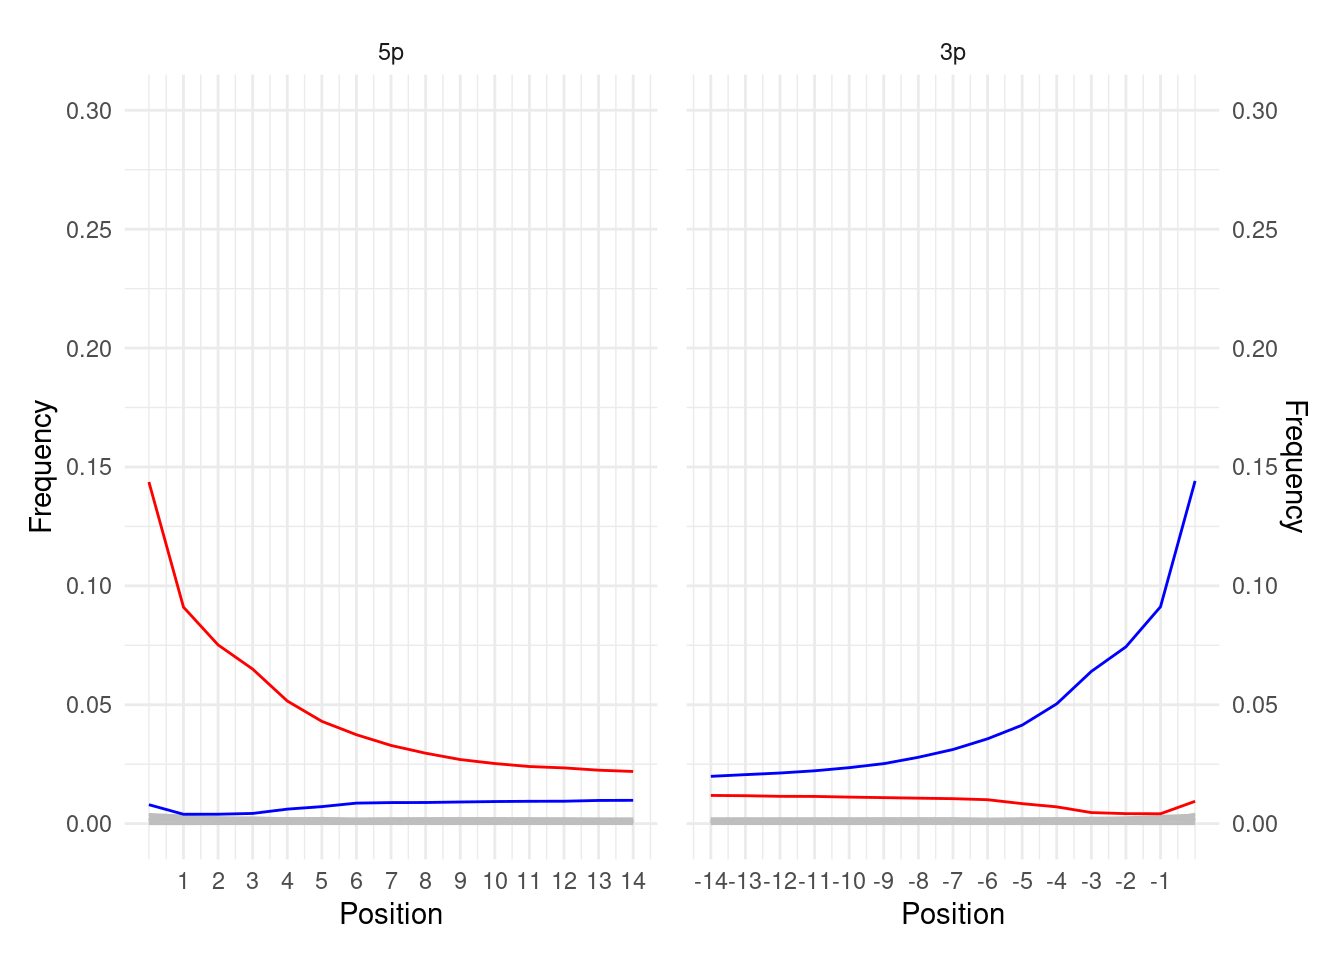 5p 3p
0.30 0.30
0.25 0.25
0.20 0.20
0.15 0.15
0.10 0.10
0.05 0.05
0.00 0.00
Frequency
Frequency
1 2 3 4 5 6 7 8 9 10 11 12 13 14
-14 -13 -12 -11 -10 -9 -8 -7 -6 -5 -4 -3 -2 -1
Position Position